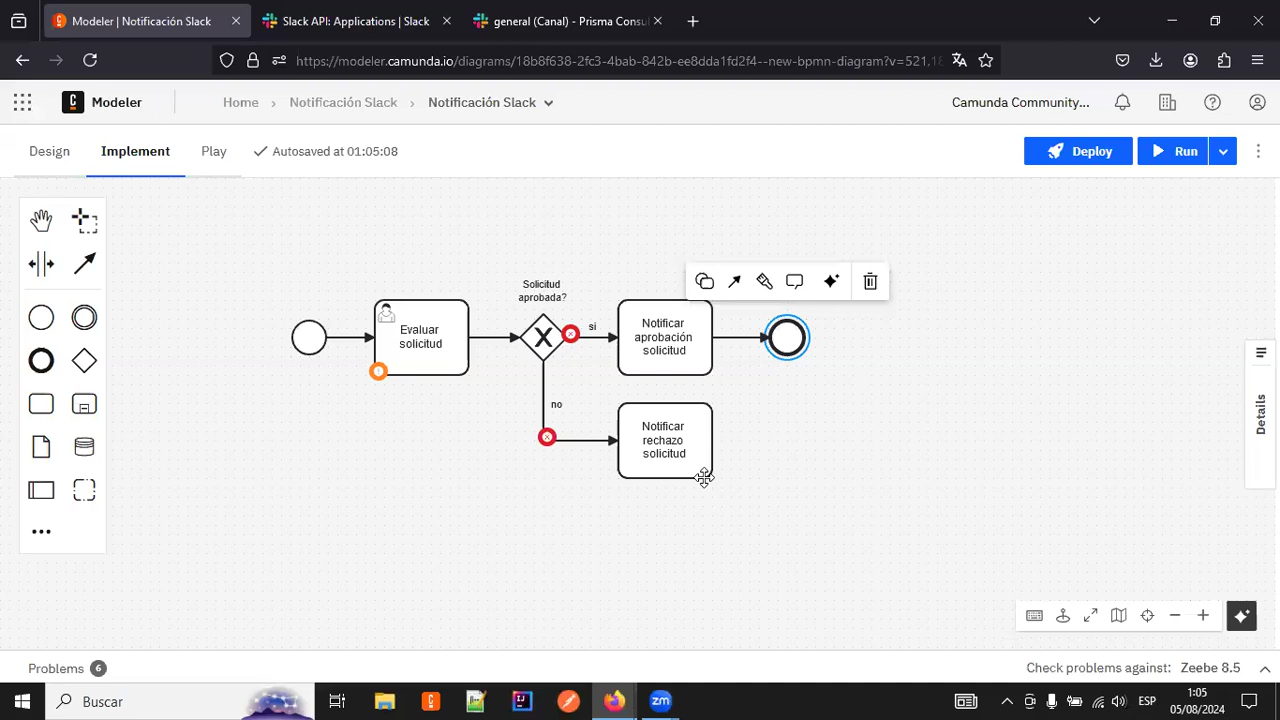 Modeler | Notificación Slack
Slack API: Applications | Slack
general (Canal) - Prisma Consul
https://modeler.camunda.io/diagrams/18b8f638-2fc3-4bab-842b-ee8dda1fd2f4--new-bpmn-diagram?v=521,18
Modeler
Home
Notificación Slack
Notificación Slack
Camunda Community...
Design
Implement
Play
Autosaved at 01:05:08
Deploy
Run
Solicitud
aprobada?
Evaluar
solicitud
X
si
Notificar
aprobación
solicitud
no
Notificar
rechazo
solicitud
Details
Problems 6
Check problems against: Zeebe 8.5
Buscar
zm
ESP
1:05
05/08/2024